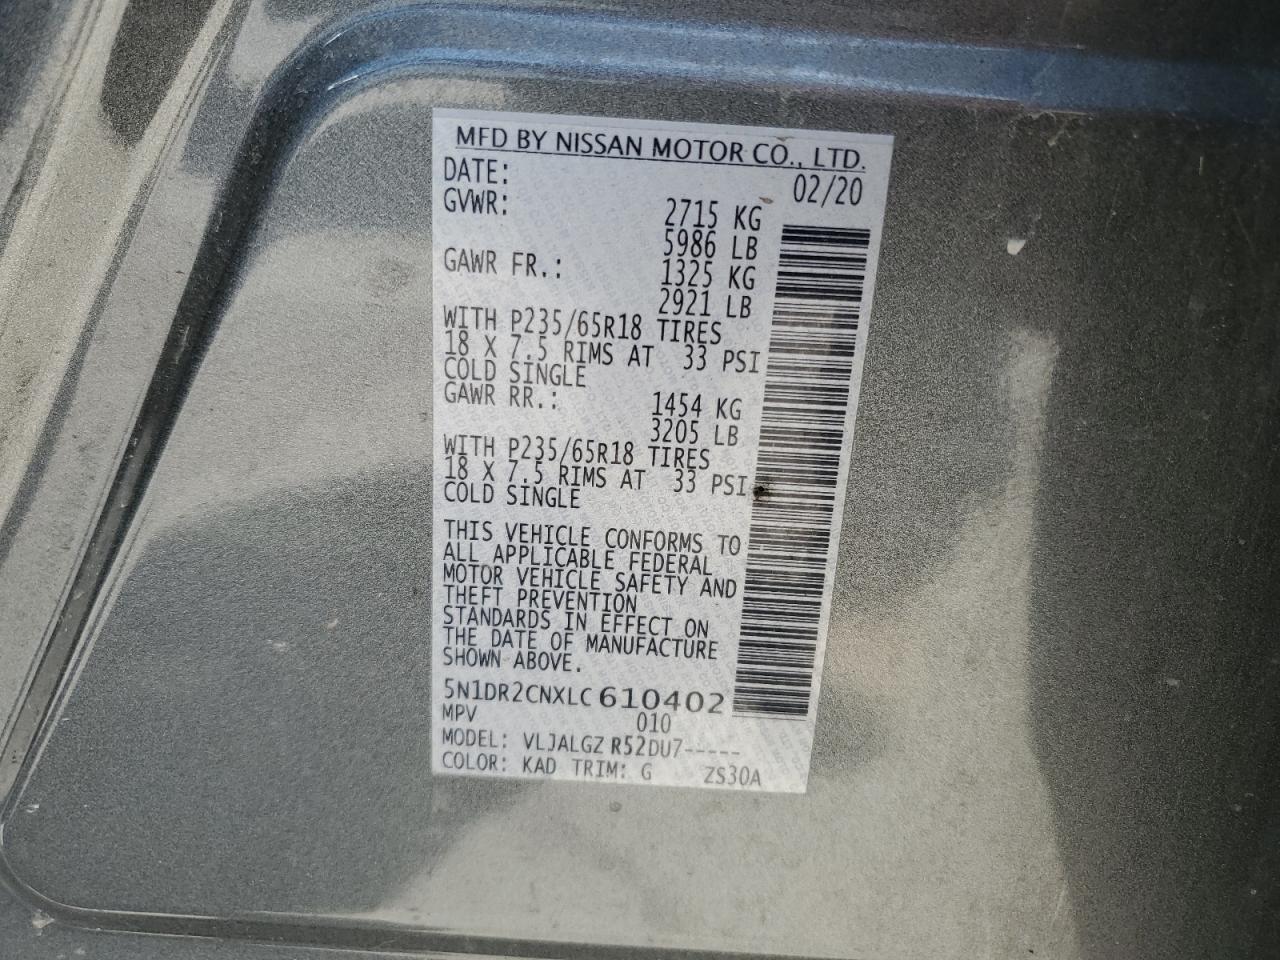 MFD BY NISSAN MOTOR CO., LTD.
DATE: 02/20
GVWR: 2715 KG
5986 LB
GAWR FR.: 1325 KG
2921 LB
WITH P235/65R18 TIRES
18 X 7.5 RIMS AT 33 PSI
COLD SINGLE
GAWR RR.: 1454 KG
3205 LB
WITH P235/65R18 TIRES
18 X 7.5 RIMS AT 33 PSI
COLD SINGLE
THIS VEHICLE CONFORMS TO
ALL APPLICABLE FEDERAL
MOTOR VEHICLE SAFETY AND
THEFT PREVENTION
STANDARDS IN EFFECT ON
THE DATE OF MANUFACTURE
SHOWN ABOVE.
5N1DR2CNXLC610402
MPV 010
MODEL: VLJALGZ R52DU7-----
COLOR: KAD TRIM: G ZS30A